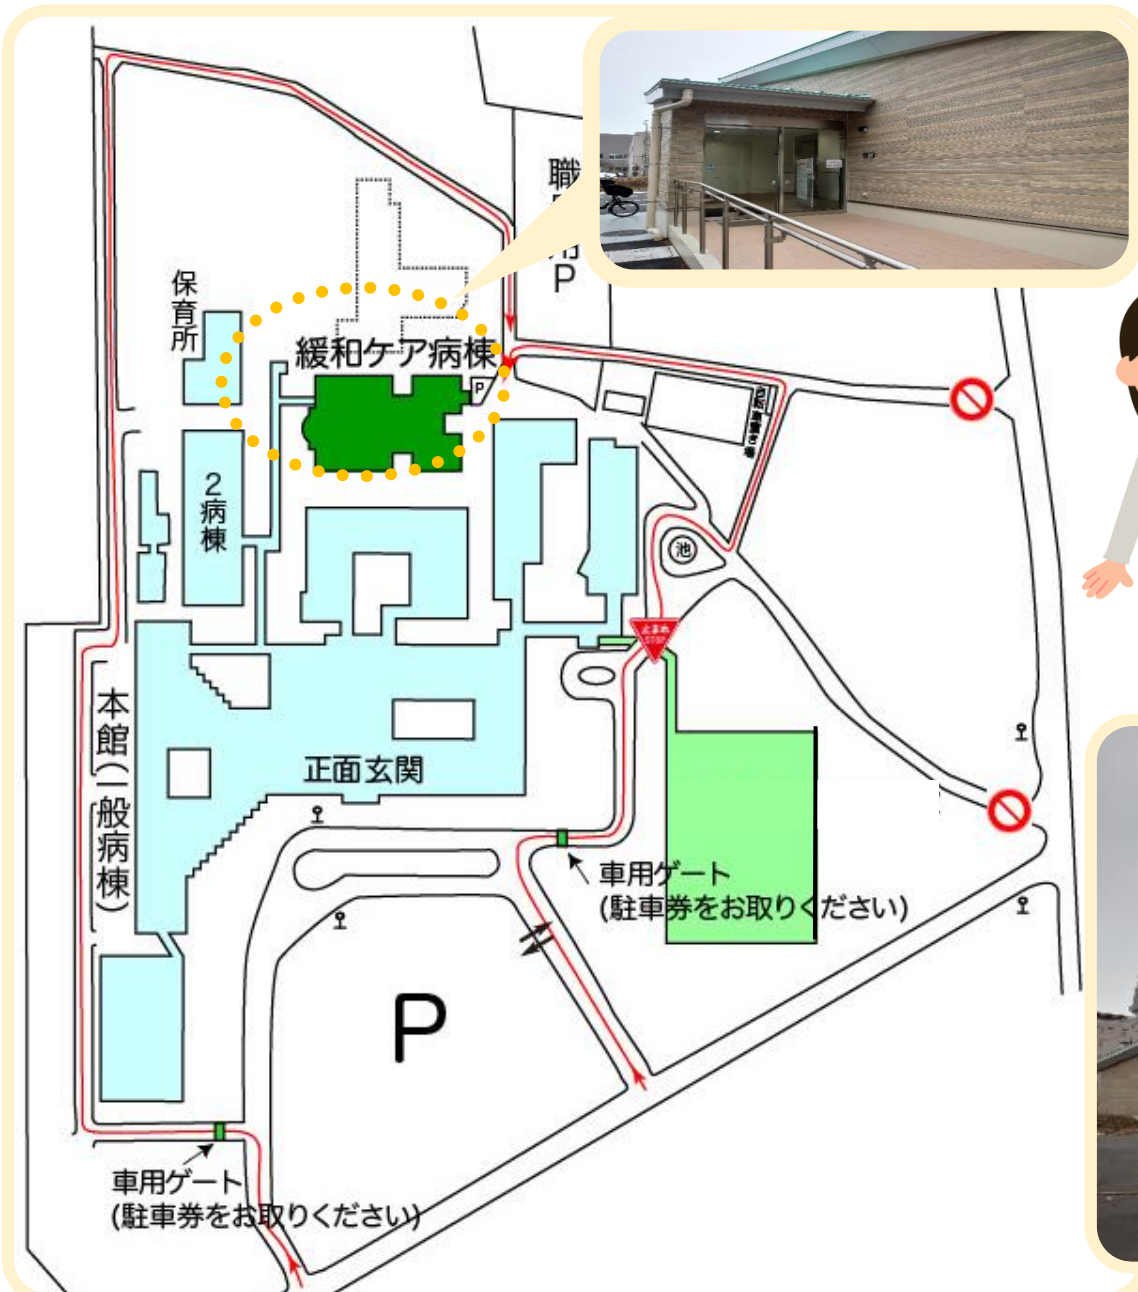 職
用
P
保育所
緩和ケア病棟
P
2病棟
池
止まれ
STOP
本館(一般病棟)
正面玄関
車用ゲート
(駐車券をお取りください)
P
車用ゲート
(駐車券をお取りください)